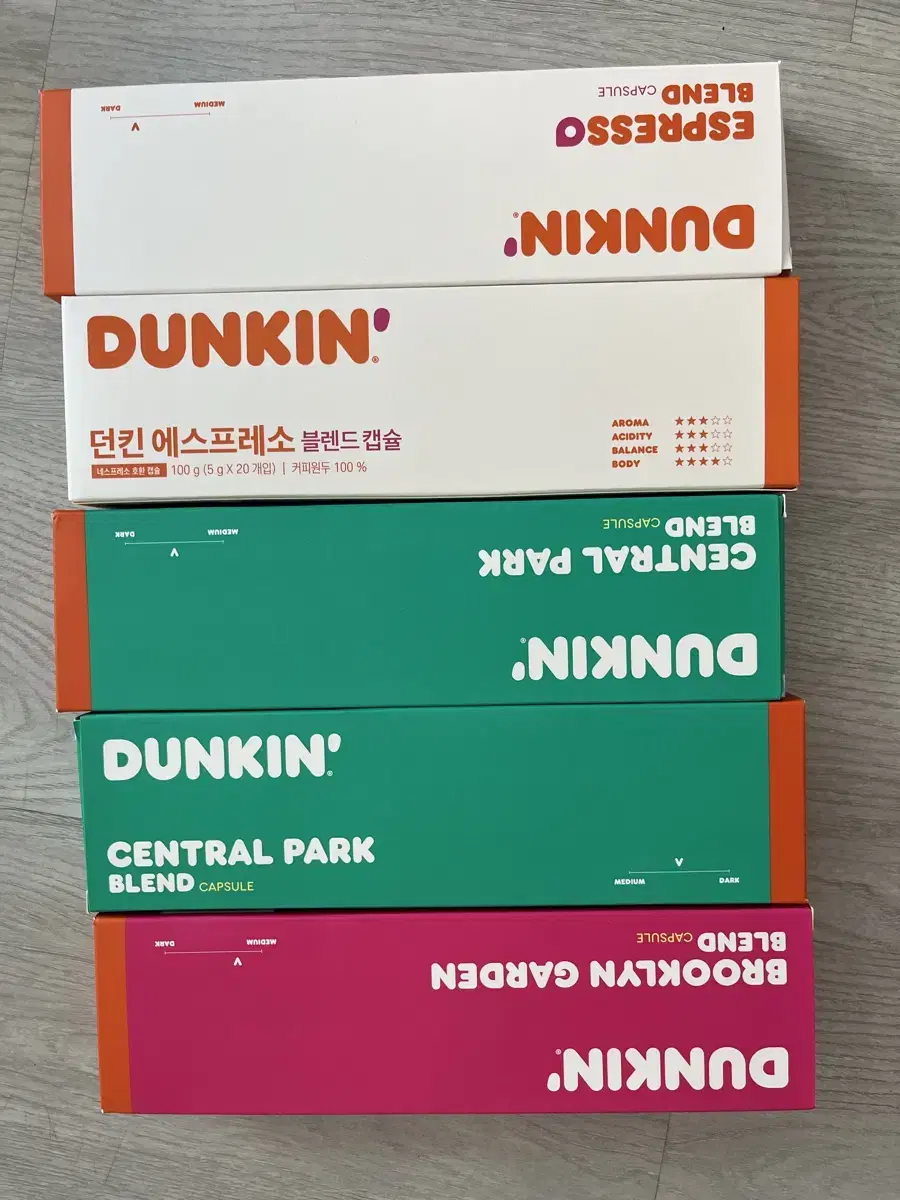 DUNKIN'®
ESPRESSO
BLEND CAPSULE
MEDIUM DARK
DUNKIN'®
던킨 에스프레소 블렌드 캡슐
네스프레소 호환 캡슐 100 g (5 g X 20 개입) | 커피원두 100 %
AROMA ★★★☆☆
ACIDITY ★★★☆☆
BALANCE ★★★☆☆
BODY ★★★★☆
DUNKIN'®
CENTRAL PARK
BLEND CAPSULE
MEDIUM DARK
DUNKIN'®
CENTRAL PARK
BLEND CAPSULE
MEDIUM DARK
DUNKIN'®
BROOKLYN GARDEN
BLEND CAPSULE
MEDIUM DARK